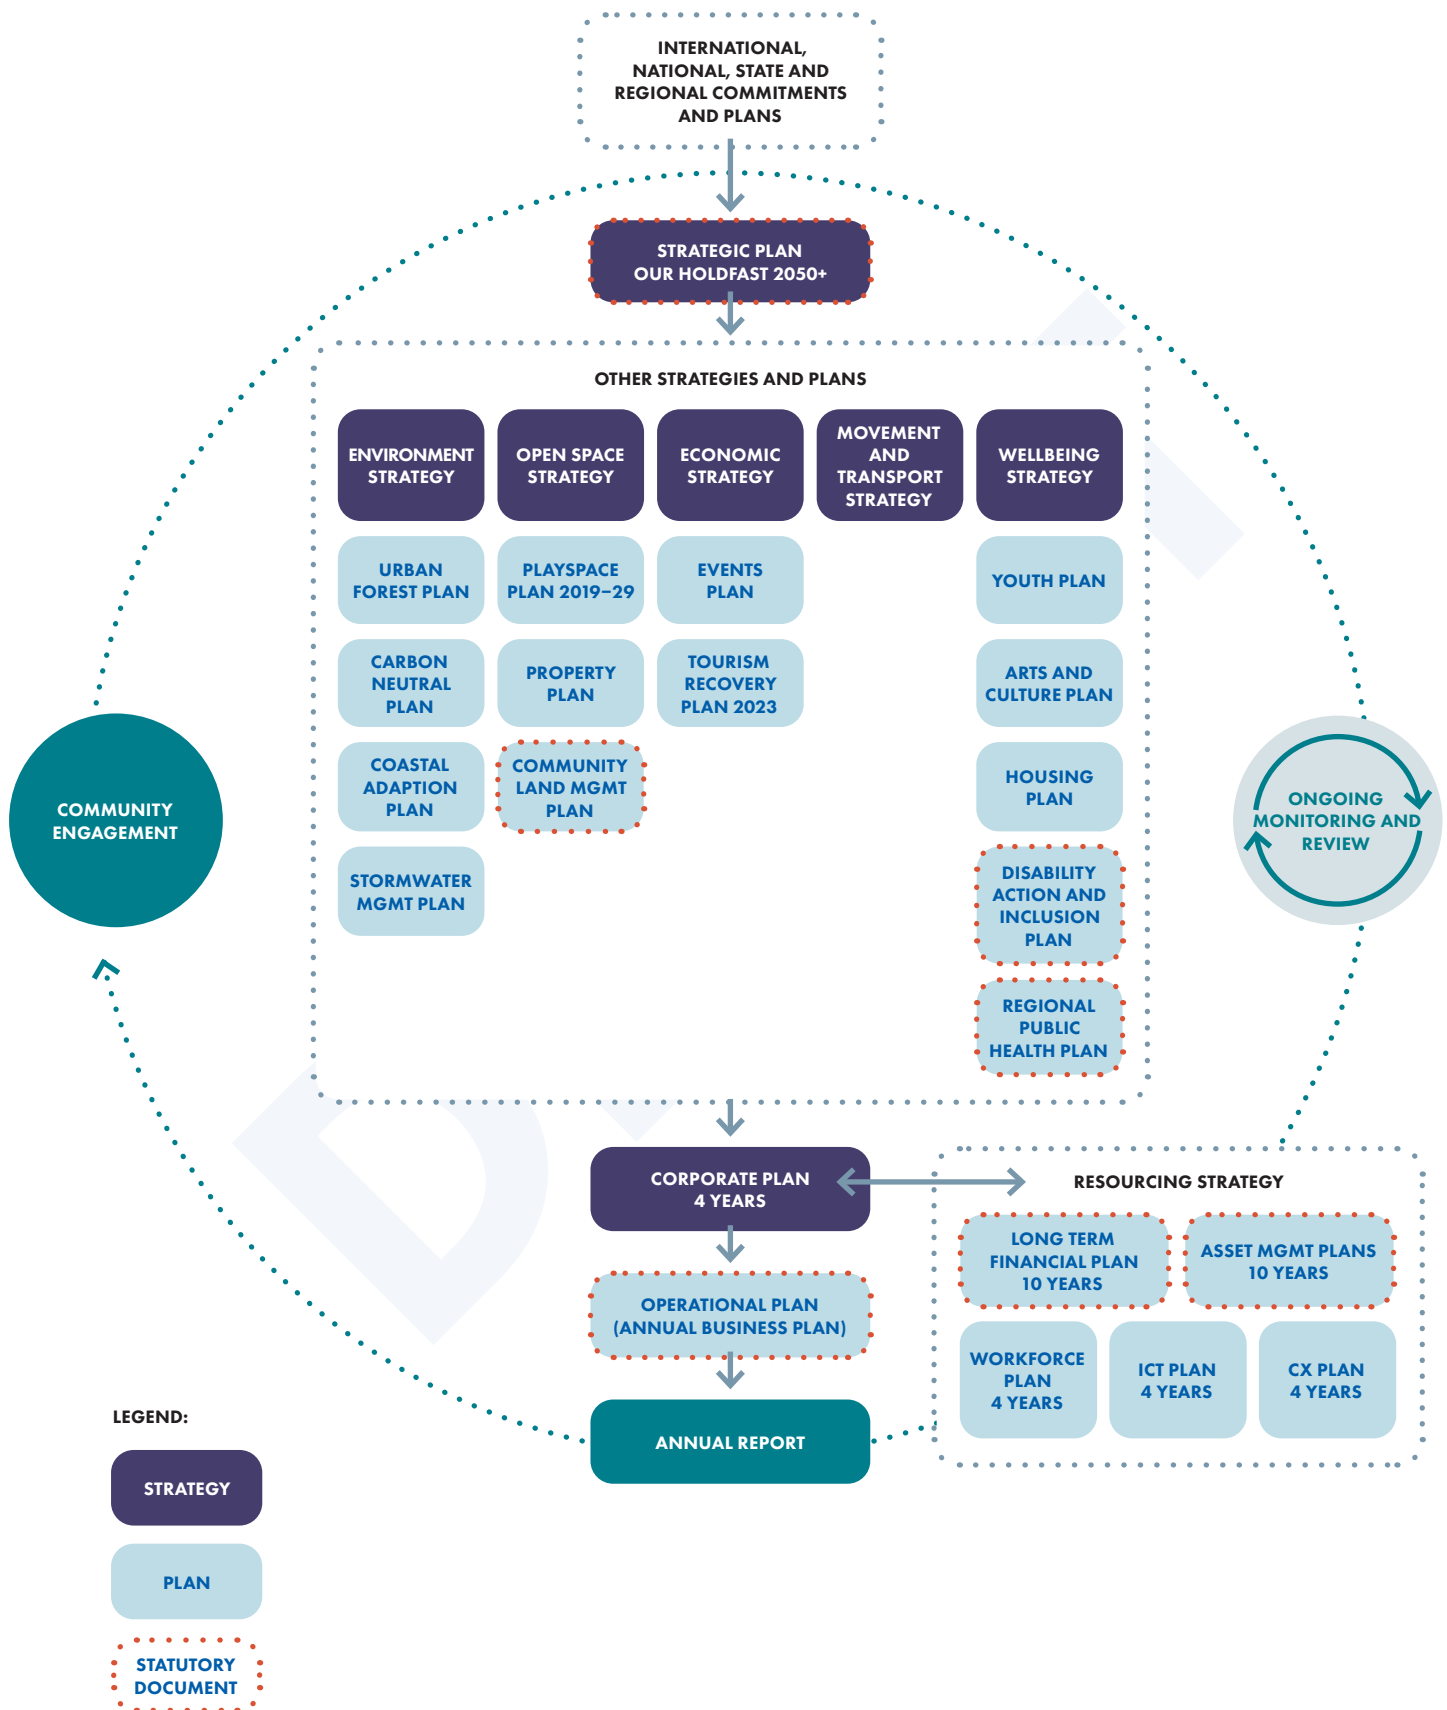 INTERNATIONAL,
NATIONAL, STATE AND
REGIONAL COMMITMENTS
AND PLANS
STRATEGIC PLAN
OUR HOLDFAST 2050+
OTHER STRATEGIES AND PLANS
ENVIRONMENT
STRATEGY
OPEN SPACE
STRATEGY
ECONOMIC
STRATEGY
MOVEMENT
AND
TRANSPORT
STRATEGY
WELLBEING
STRATEGY
URBAN
FOREST PLAN
CARBON
NEUTRAL
PLAN
COASTAL
ADAPTION
PLAN
STORMWATER
MGMT PLAN
PLAYSPACE
PLAN 2019–29
PROPERTY
PLAN
COMMUNITY
LAND MGMT
PLAN
EVENTS
PLAN
TOURISM
RECOVERY
PLAN 2023
YOUTH PLAN
ARTS AND
CULTURE PLAN
HOUSING
PLAN
DISABILITY
ACTION AND
INCLUSION
PLAN
REGIONAL
PUBLIC
HEALTH PLAN
COMMUNITY
ENGAGEMENT
ONGOING
MONITORING AND
REVIEW
CORPORATE PLAN
4 YEARS
RESOURCING STRATEGY
LONG TERM
FINANCIAL PLAN
10 YEARS
ASSET MGMT PLANS
10 YEARS
WORKFORCE
PLAN
4 YEARS
ICT PLAN
4 YEARS
CX PLAN
4 YEARS
OPERATIONAL PLAN
(ANNUAL BUSINESS PLAN)
ANNUAL REPORT
LEGEND:
STRATEGY
PLAN
STATUTORY
DOCUMENT